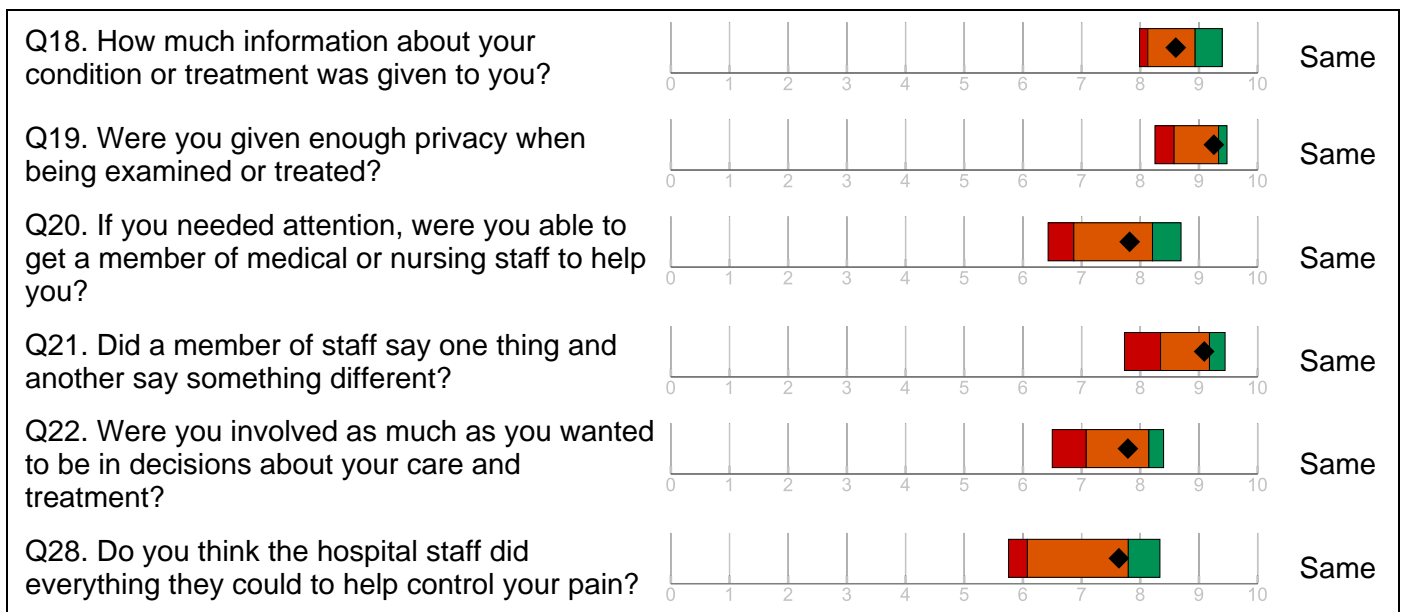 Q18. How much information about your
condition or treatment was given to you?
0 1 2 3 4 5 6 7 8 9 10
Same
Q19. Were you given enough privacy when
being examined or treated?
0 1 2 3 4 5 6 7 8 9 10
Same
Q20. If you needed attention, were you able to
get a member of medical or nursing staff to help
you?
0 1 2 3 4 5 6 7 8 9 10
Same
Q21. Did a member of staff say one thing and
another say something different?
0 1 2 3 4 5 6 7 8 9 10
Same
Q22. Were you involved as much as you wanted
to be in decisions about your care and
treatment?
0 1 2 3 4 5 6 7 8 9 10
Same
Q28. Do you think the hospital staff did
everything they could to help control your pain?
0 1 2 3 4 5 6 7 8 9 10
Same